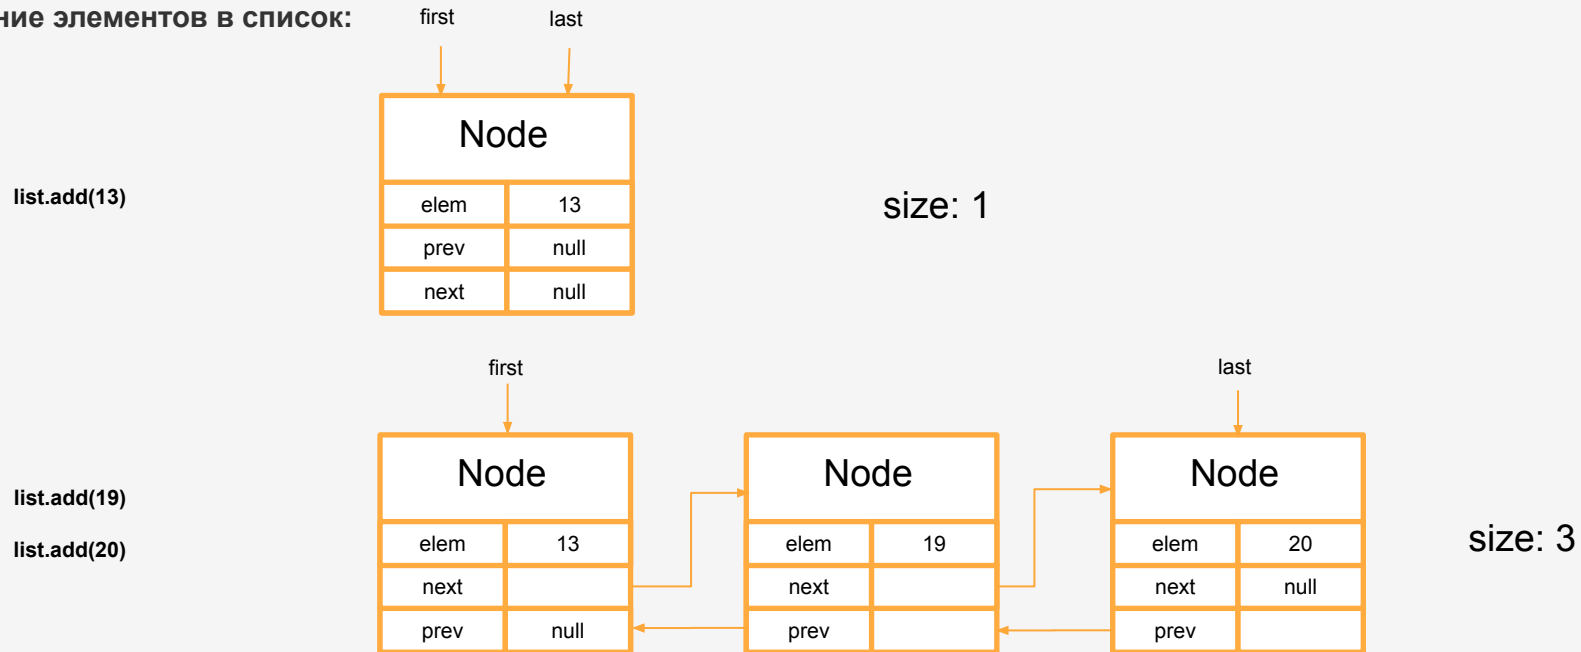 элементов в список:
first last
Node
list.add(13)
elem 13
size: 1
prev null
next null
first last
Node Node Node
list.add(19)
list.add(20)
elem 13 elem 19 elem 20
size: 3
next next next null
prev null prev prev